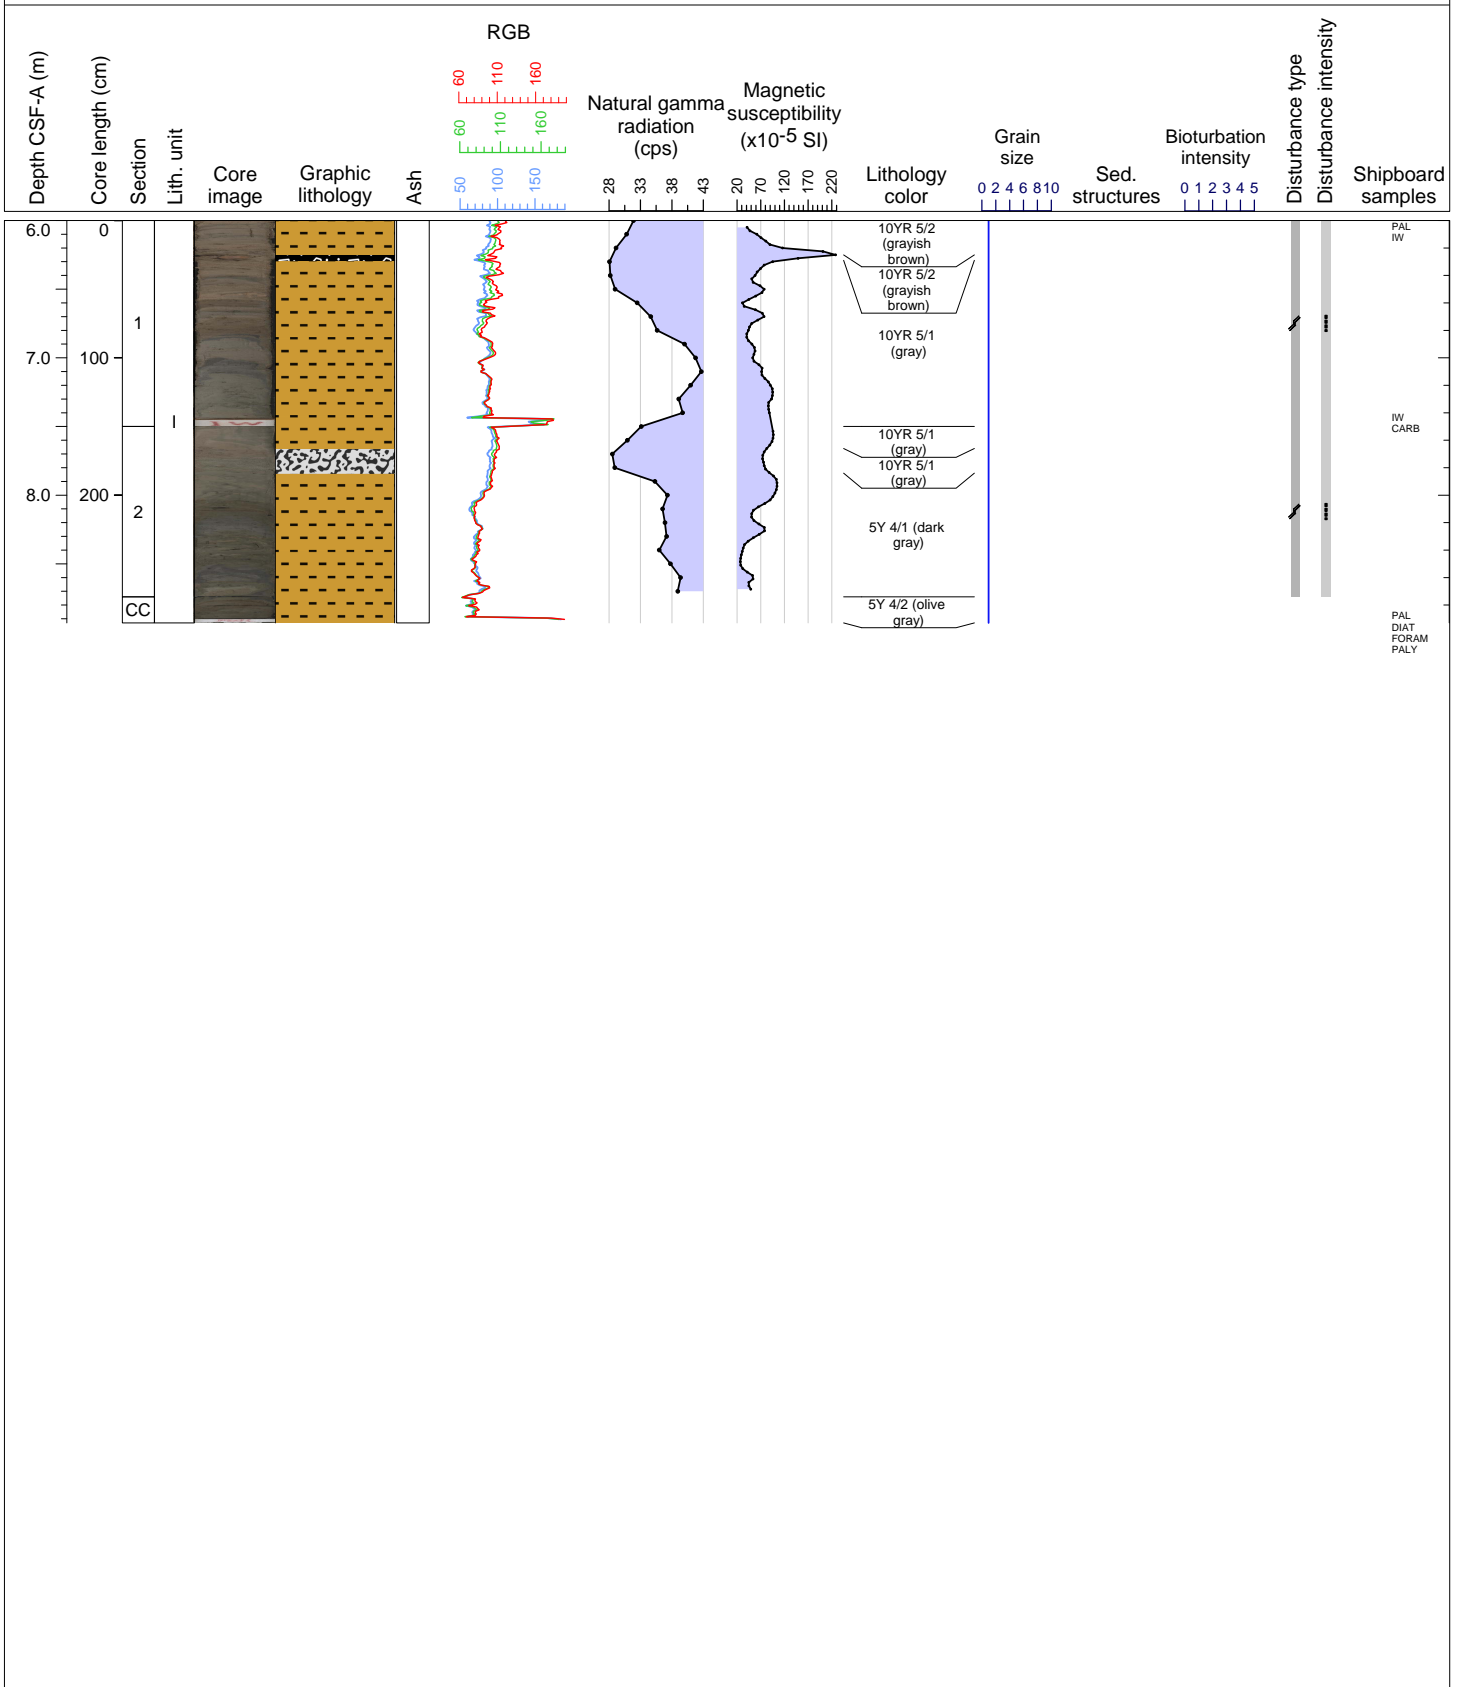 Depth CSF-A (m)
Core length (cm)
Section
Lith. unit
Core
image
Graphic
lithology
Ash
RGB
60 110 160
60 110 160
50 100 150
Natural gamma
radiation
(cps)
28 33 38 43
Magnetic
susceptibility
(x10-5 SI)
20 70 120 170 220
Lithology
color
Grain
size
0 2 4 6 8 10
Sed.
structures
Bioturbation
intensity
0 1 2 3 4 5
Disturbance type
Disturbance intensity
Shipboard
samples
6.0
7.0
8.0
0
100
200
1
2
CC
I
IW
10YR 5/2
(grayish
brown)
10YR 5/2
(grayish
brown)
10YR 5/1
(gray)
10YR 5/1
(gray)
10YR 5/1
(gray)
5Y 4/1 (dark
gray)
5Y 4/2 (olive
gray)
PAL
IW
IW
CARB
PAL
DIAT
FORAM
PALY